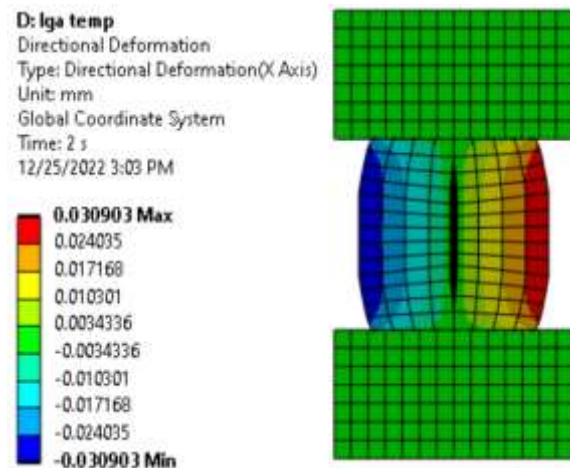 D: Iga temp
Directional Deformation
Type: Directional Deformation(X Axis)
Unit: mm
Global Coordinate System
Time: 2 s
12/25/2022 3:03 PM
0.030903 Max
0.024035
0.017168
0.010301
0.0034336
-0.0034336
-0.010301
-0.017168
-0.024035
-0.030903 Min